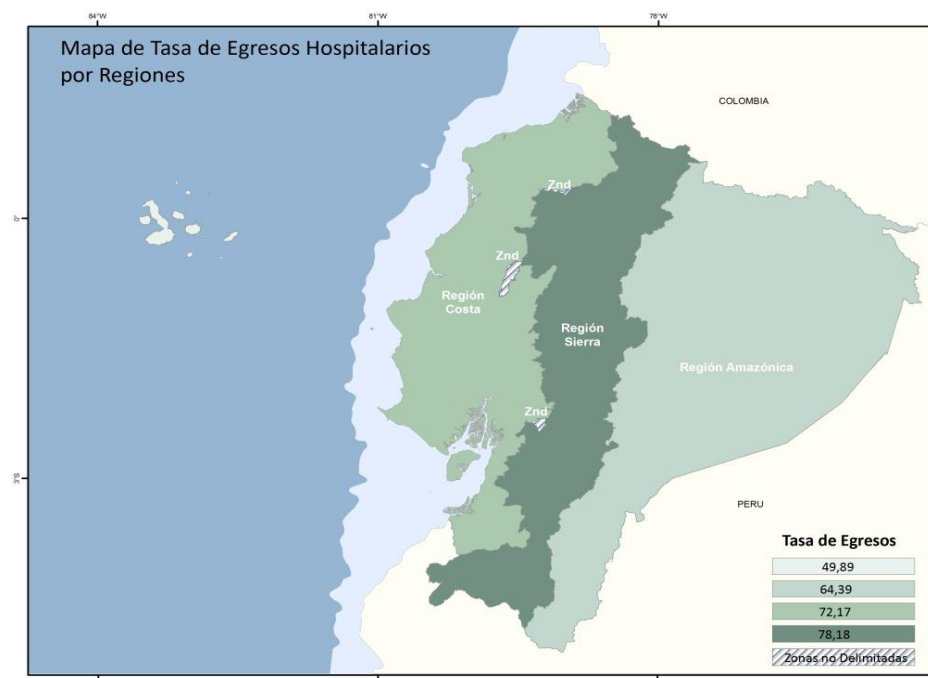 84°W
81°W
78°W
Mapa de Tasa de Egresos Hospitalarios
por Regiones
COLOMBIA
0°
Znd
Znd
Región
Costa
Región
Sierra
Región Amazónica
Znd
3°S
PERU
Tasa de Egresos
49,89
64,39
72,17
78,18
Zonas no Delimitadas